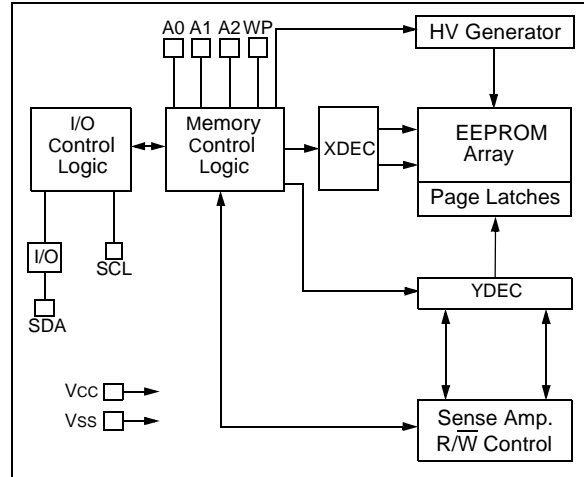 A0 A1 A2 WP
HV Generator
I/O
Control
Logic
Memory
Control
Logic
XDEC
EEPROM
Array
Page Latches
I/O
SCL
SDA
YDEC
Vcc
Vss
Sense Amp.
R/W̅ Control